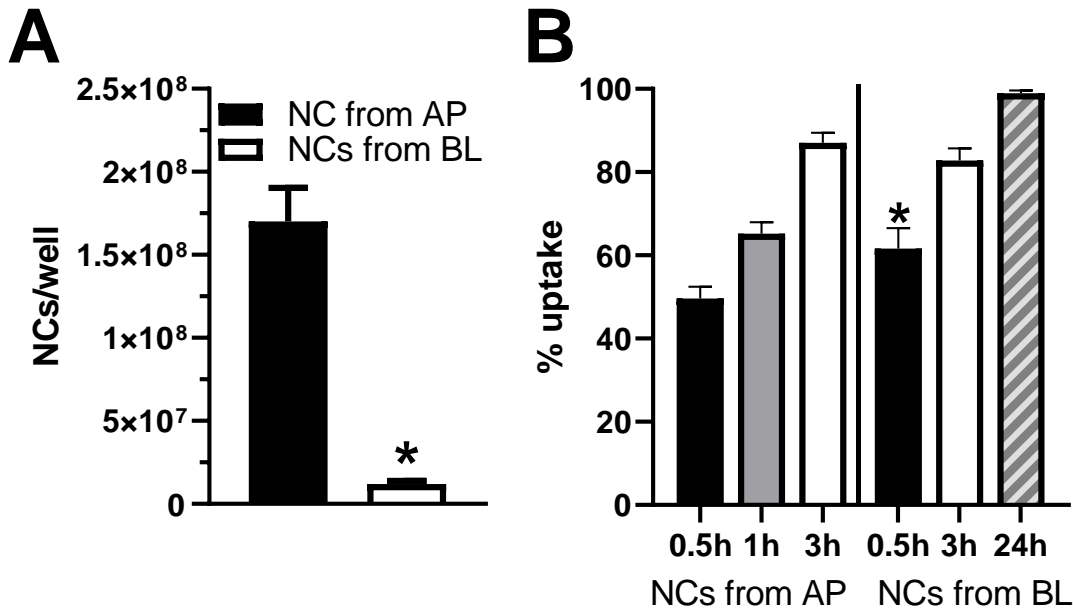 A
2.5×10⁸
2×10⁸
1.5×10⁸
1×10⁸
5×10⁷
0
NCs/well
NC from AP
NCs from BL
*
B
100
80
60
40
20
0
% uptake
*
0.5h 1h 3h 0.5h 3h 24h
NCs from AP NCs from BL